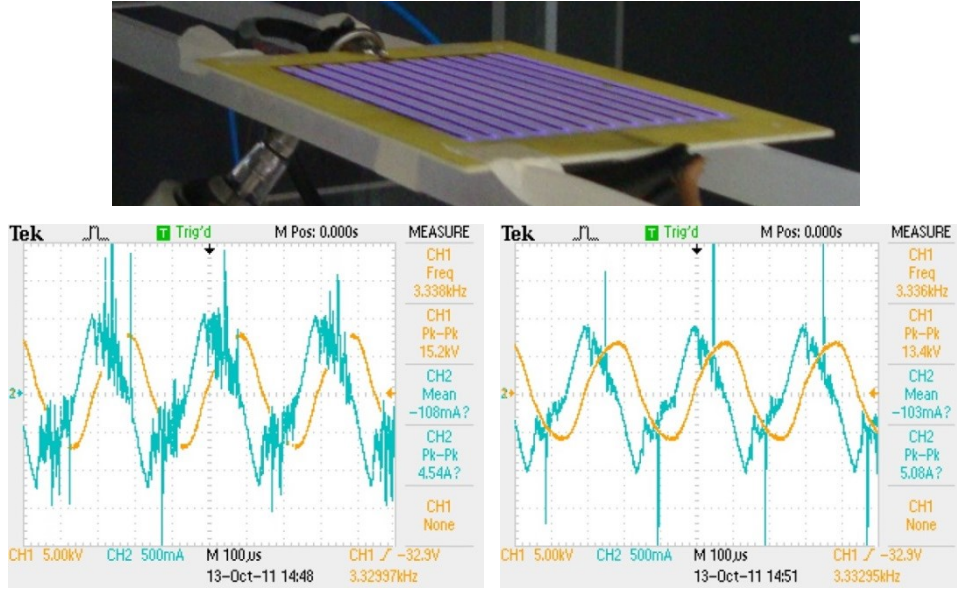 Tek T Trig'd M Pos: 0.000s MEASURE
CH1
Freq
3.338kHz
CH1
Pk-Pk
15.2kV
CH2
Mean
-108mA?
CH2
Pk-Pk
4.54A?
CH1
None
2
CH1 5.00kV CH2 500mA M 100µs CH1 -32.9V
13-Oct-11 14:48 3.32997kHz
Tek T Trig'd M Pos: 0.000s MEASURE
CH1
Freq
3.336kHz
CH1
Pk-Pk
13.4kV
CH2
Mean
-103mA?
CH2
Pk-Pk
5.08A?
CH1
None
2
CH1 5.00kV CH2 500mA M 100µs CH1 -32.9V
13-Oct-11 14:51 3.33295kHz